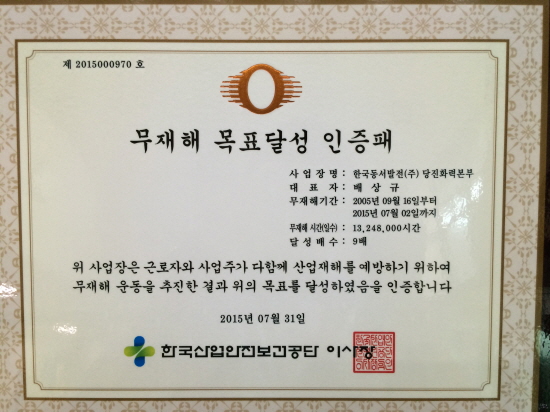 제 2015000970 호
무재해 목표달성 인증패
사 업 장 명 : 한국동서발전(주) 당진화력본부
대 표 자 : 배 상 규
무재해기간 : 2005년 09월 16일부터
2015년 07월 02일까지
무재해 시간(일수) : 13,248,000시간
달 성 배 수 : 9배
위 사업장은 근로자와 사업주가 다함께 산업재해를 예방하기 위하여
무재해 운동을 추진한 결과 위의 목표를 달성하였음을 인증합니다
2015년 07월 31일
한국산업안전보건공단 이사장